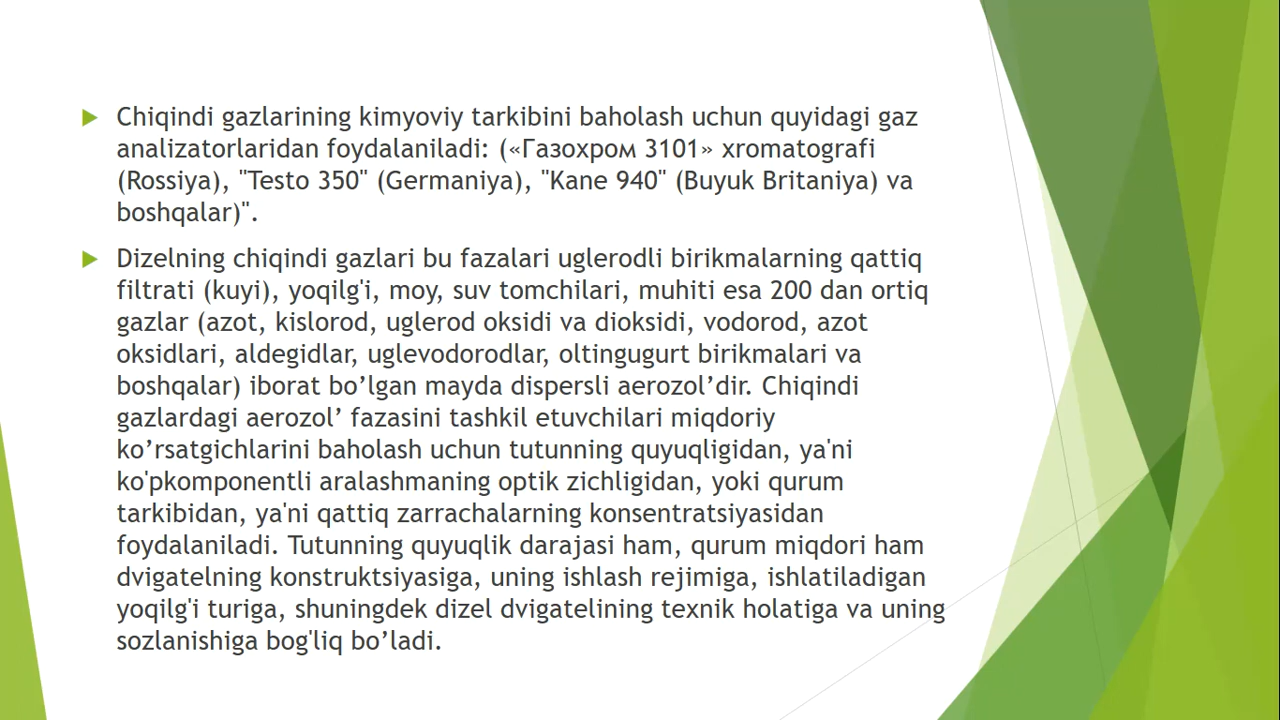 Chiqindi gazlarining kimyoviy tarkibini baholash uchun quyidagi gaz
analizatorlaridan foydalaniladi: («Газохром 3101» xromatografi
(Rossiya), "Testo 350" (Germaniya), "Kane 940" (Buyuk Britaniya) va
boshqalar)".
Dizelning chiqindi gazlari bu fazalari uglerodli birikmalarning qattiq
filtrati (kuyi), yoqilg'i, moy, suv tomchilari, muhiti esa 200 dan ortiq
gazlar (azot, kislorod, uglerod oksidi va dioksidi, vodorod, azot
oksidlari, aldegidlar, uglevodorodlar, oltingugurt birikmalari va
boshqalar) iborat bo’lgan mayda dispersli aerozol’dir. Chiqindi
gazlardagi aerozol’ fazasini tashkil etuvchilari miqdoriy
ko’rsatgichlarini baholash uchun tutunning quyuqligidan, ya'ni
ko'pkomponentli aralashmaning optik zichligidan, yoki qurum
tarkibidan, ya'ni qattiq zarrachalarning konsentratsiyasidan
foydalaniladi. Tutunning quyuqlik darajasi ham, qurum miqdori ham
dvigatelning konstruktsiyasiga, uning ishlash rejimiga, ishlatiladigan
yoqilg'i turiga, shuningdek dizel dvigatelining texnik holatiga va uning
sozlanishiga bog'liq bo’ladi.